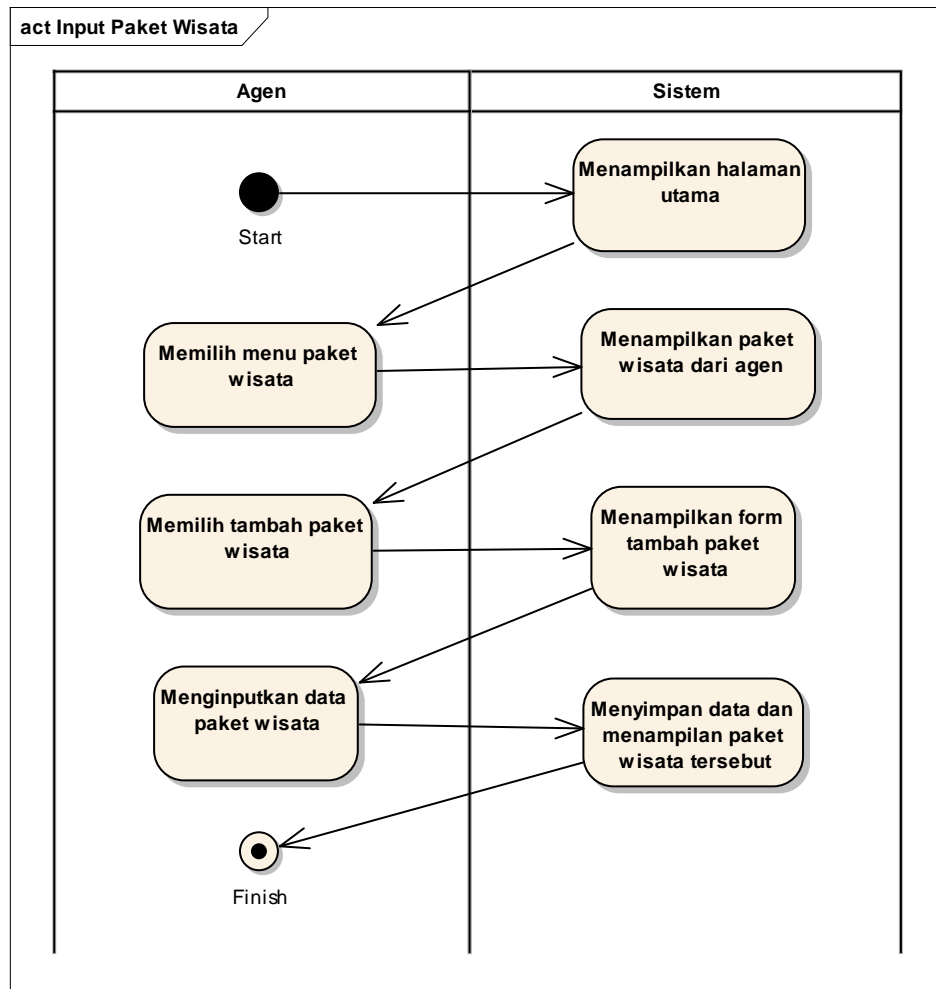 act Input Paket Wisata
Agen
Sistem
Menampilkan halaman
utama
Start
Memilih menu paket
wisata
Menampilkan paket
wisata dari agen
Memilih tambah paket
wisata
Menampilkan form
tambah paket
wisata
Menginputkan data
paket wisata
Menyimpan data dan
menampilan paket
wisata tersebut
Finish